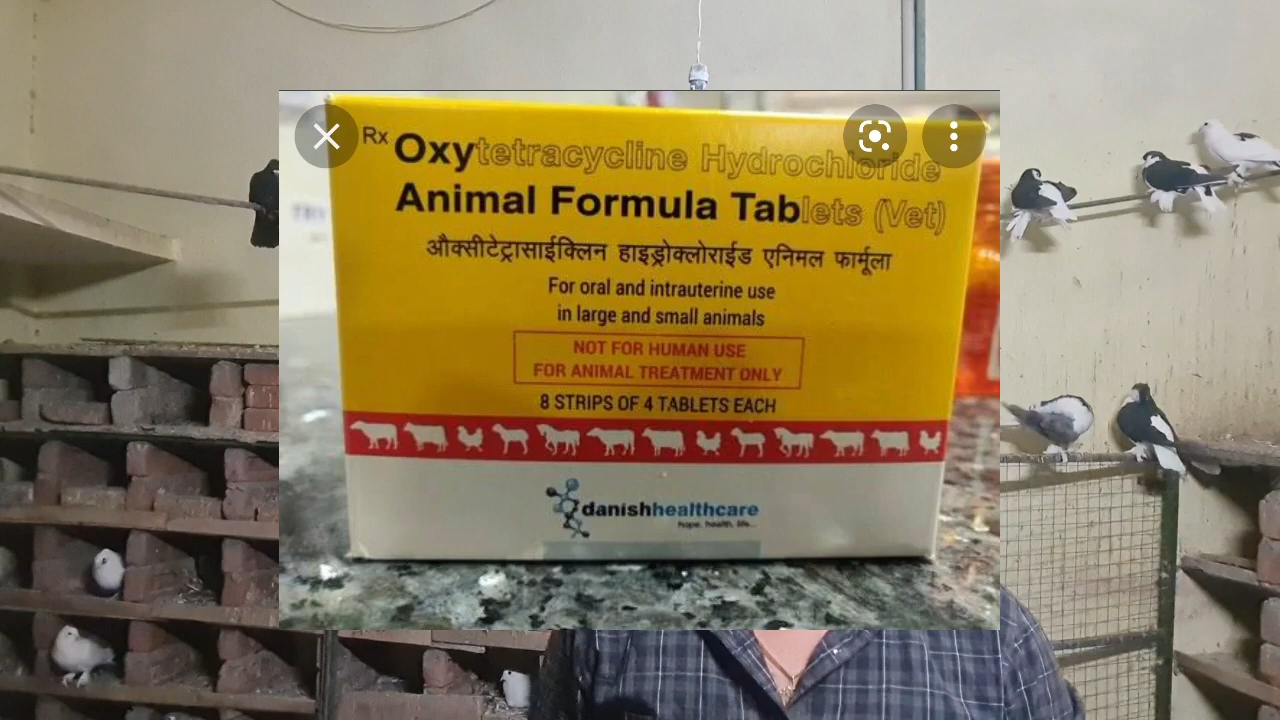 Rx Oxytetracycline Hydrochloride
Animal Formula Tablets (Vet)
औक्सीटेट्रासाईक्लिन हाइड्रोक्लोराईड एनिमल फार्मूला
For oral and intrauterine use
in large and small animals
NOT FOR HUMAN USE
FOR ANIMAL TREATMENT ONLY
8 STRIPS OF 4 TABLETS EACH
danishhealthcare
hope. health. life...